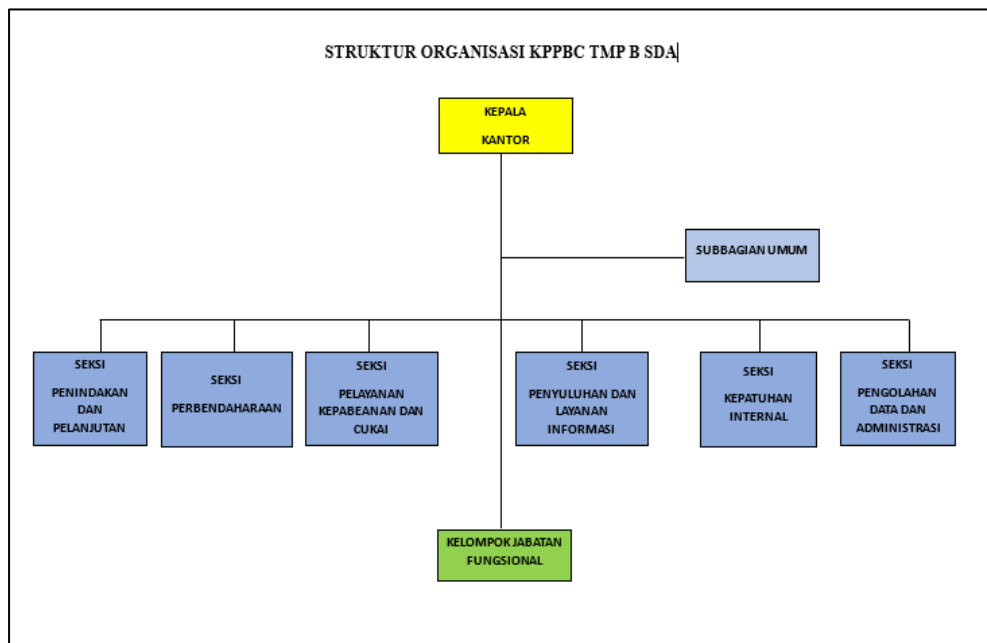 STRUKTUR ORGANISASI KPPBC TMP B SDA
KEPALA
KANTOR
SUBBAGIAN UMUM
SEKSI
PENINDAKAN
DAN
PELANJUTAN
SEKSI
PERBENDAHARAAN
SEKSI
PELAYANAN
KEPABEANAN DAN
CUKAI
SEKSI
PENYULUHAN DAN
LAYANAN
INFORMASI
SEKSI
KEPATUHAN
INTERNAL
SEKSI
PENGOLAHAN
DATA DAN
ADMINISTRASI
KELOMPOK JABATAN
FUNGSIONAL